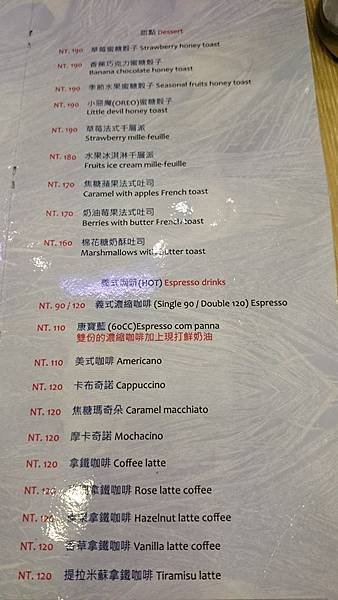 甜點 Dessert
NT. 190 草莓蜜糖骰子 Strawberry honey toast
NT. 190 香蕉巧克力蜜糖骰子
Banana chocolate honey toast
NT. 190 季節水果蜜糖骰子 Seasonal fruits honey toast
NT. 190 小惡魔(OREO)蜜糖骰子
Little devil honey toast
NT. 190 草莓法式千層派
Strawberry mille-feuille
NT. 180 水果冰淇淋千層派
Fruits ice cream mille-feuille
NT. 170 焦糖蘋果法式吐司
Caramel with apples French toast
NT. 170 奶油莓果法式吐司
Berries with butter French toast
NT. 160 棉花糖奶酥吐司
Marshmallows with butter toast
義式咖啡(HOT) Espresso drinks
NT. 90 / 120 義式濃縮咖啡 (Single 90 / Double 120) Espresso
NT. 110 康寶藍 (60CC)Espresso com panna
雙份的濃縮咖啡加上現打鮮奶油
NT. 110 美式咖啡 Americano
NT. 120 卡布奇諾 Cappuccino
NT. 120 焦糖瑪奇朵 Caramel macchiato
NT. 120 摩卡奇諾 Mochacino
NT. 120 拿鐵咖啡 Coffee latte
NT. 120 拿鐵咖啡 Rose latte coffee
NT. 120 拿鐵咖啡 Hazelnut latte coffee
NT. 120 香草拿鐵咖啡 Vanilla latte coffee
NT. 120 提拉米蘇拿鐵咖啡 Tiramisu latte